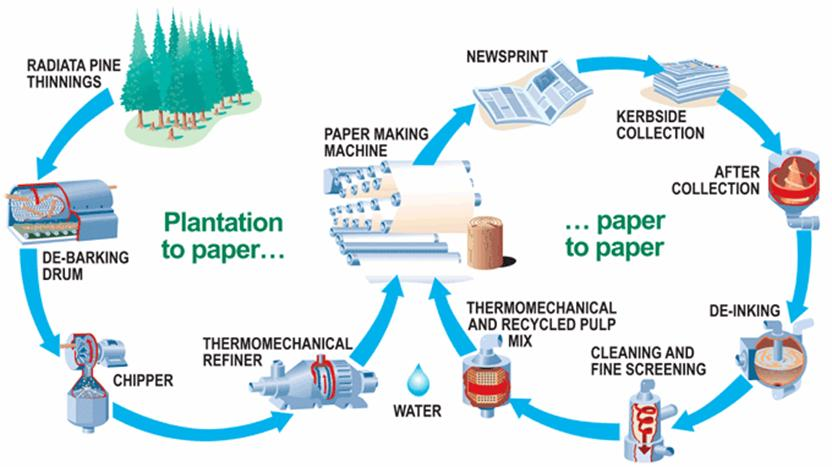 RADIATA PINE
THINNINGS
DE-BARKING
DRUM
CHIPPER
THERMOMECHANICAL
REFINER
Plantation
to paper…
PAPER MAKING
MACHINE
WATER
NEWSPRINT
KERBSIDE
COLLECTION
AFTER
COLLECTION
… paper
to paper
DE-INKING
CLEANING AND
FINE SCREENING
THERMOMECHANICAL
AND RECYCLED PULP
MIX